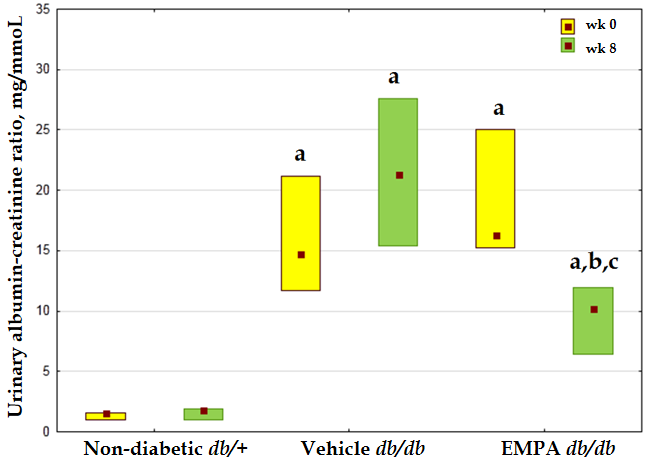 Urinary albumin-creatinine ratio, mg/mmoL
35
30
25
20
15
10
5
0
wk 0
wk 8
a
a
a
a,b,c
Non-diabetic db/+
Vehicle db/db
EMPA db/db